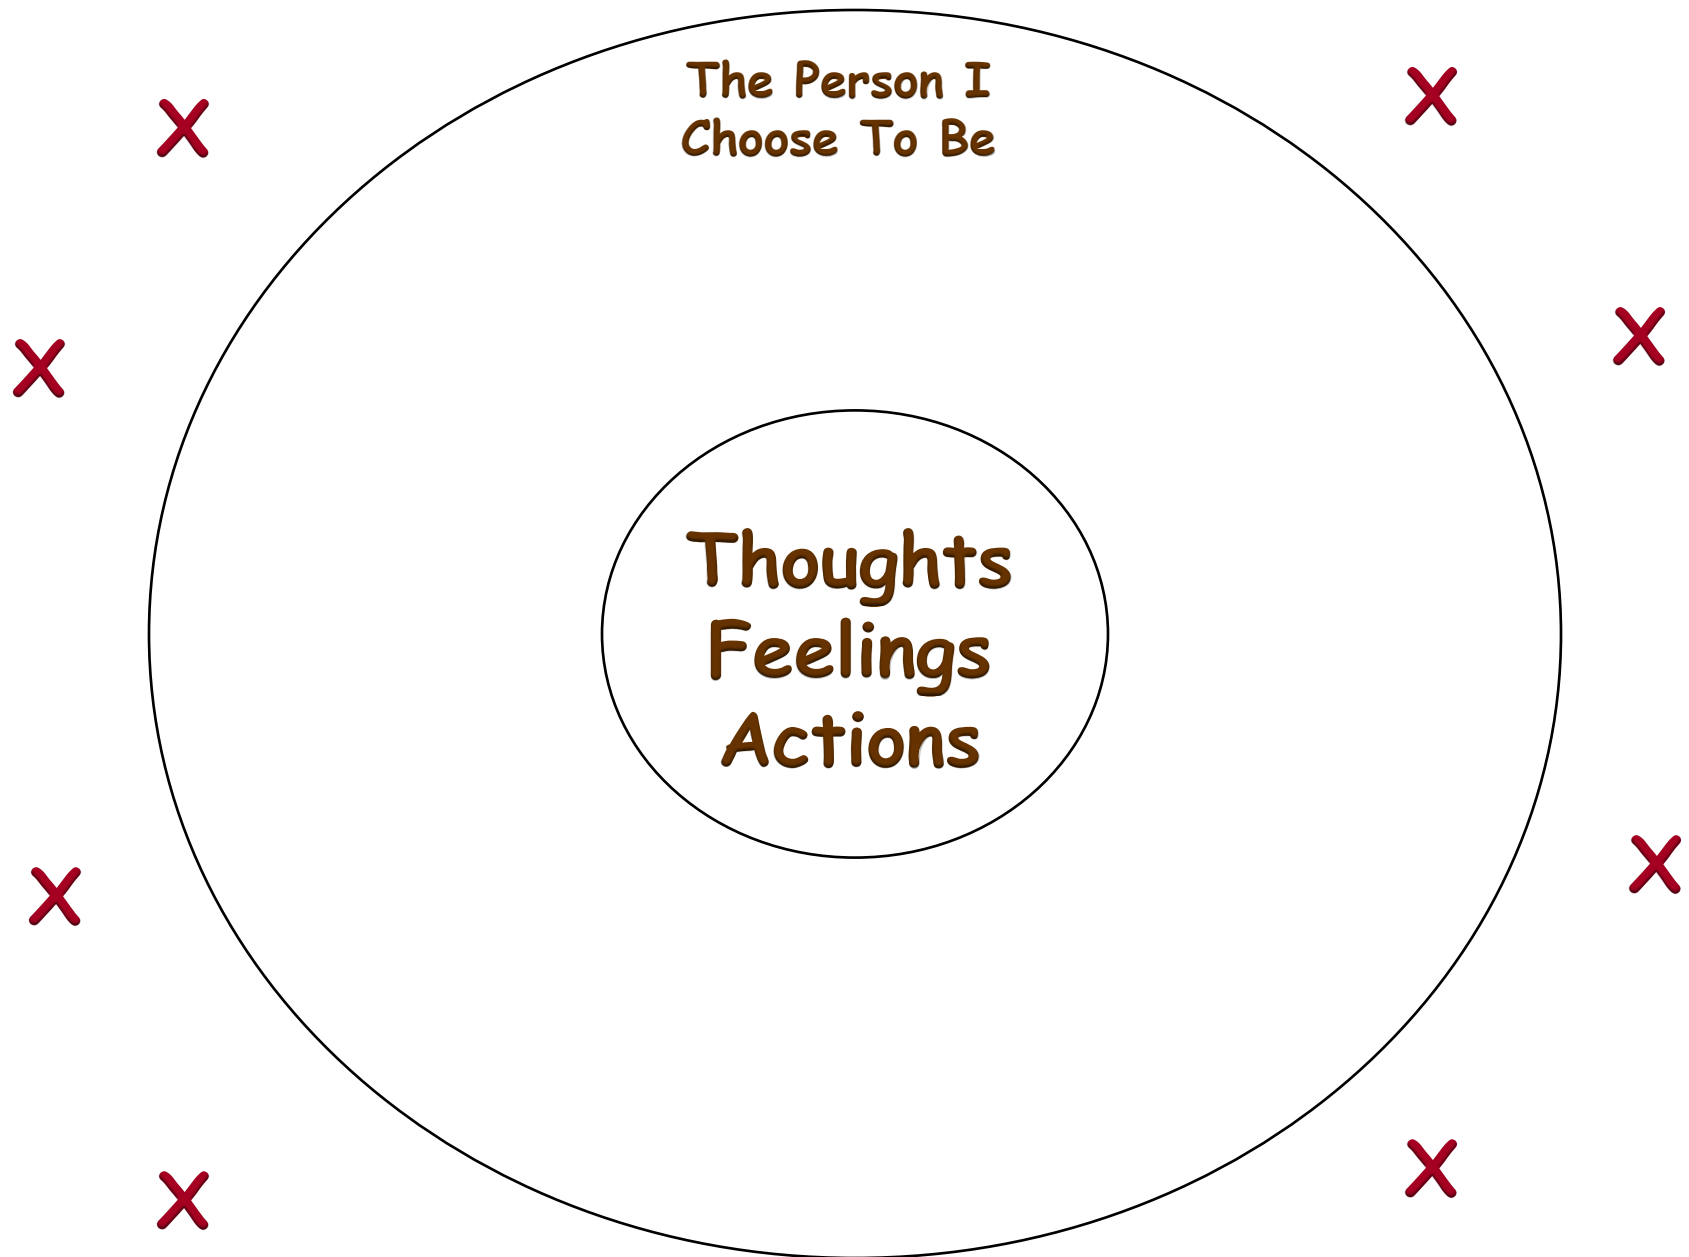 X
X
The Person I
Choose To Be
X
X
Thoughts
Feelings
Actions
X
X
X
X